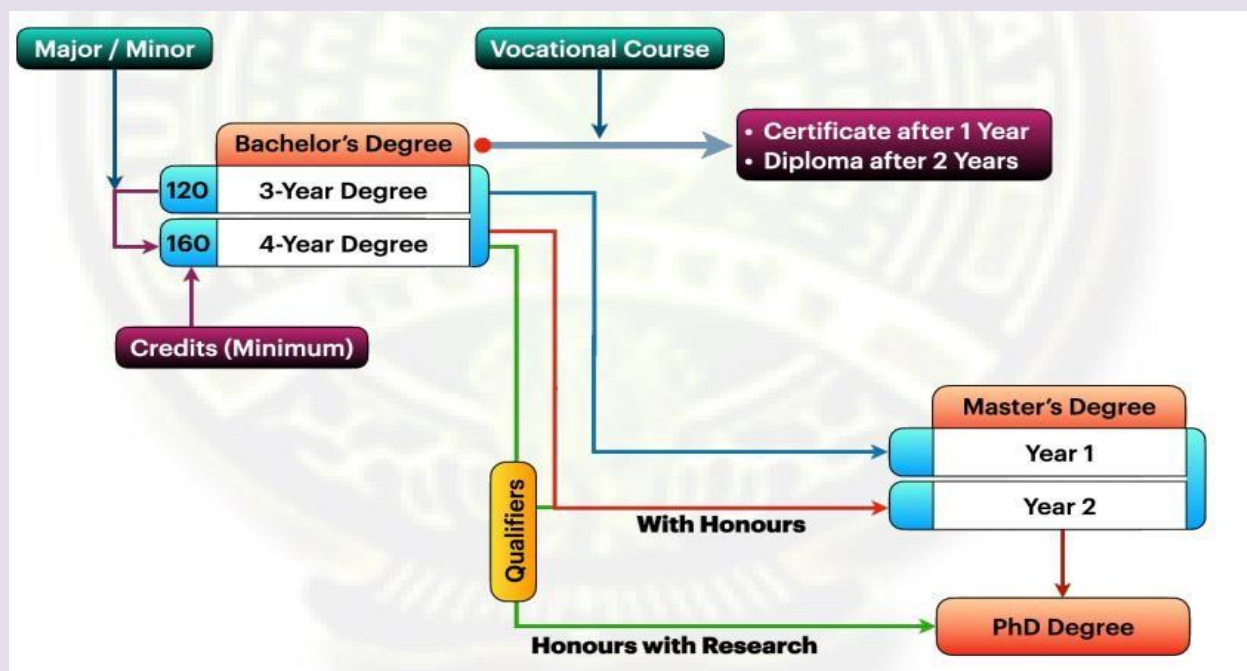 Major / Minor
Vocational Course
Bachelor's Degree
• Certificate after 1 Year
• Diploma after 2 Years
120
3-Year Degree
160
4-Year Degree
Credits (Minimum)
Master's Degree
Year 1
Year 2
Qualifiers
With Honours
PhD Degree
Honours with Research